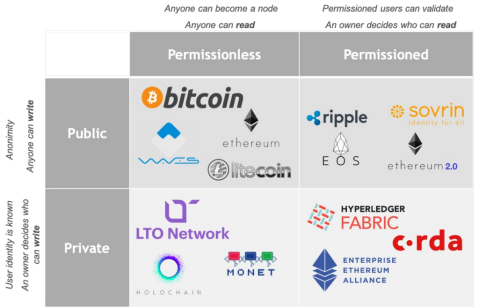 Anyone can become a node
Anyone can read
Permissioned users can validate
An owner decides who can read
Permissionless
Permissioned
Anonimity
Anyone can write
Public
bitcoin
ethereum
waves
litecoin
ripple
sovrin
identity for all
EOS
ethereum 2.0
User identity is known
An owner decides who
can write
Private
LTO Network
HOLOCHAIN
MONET
HYPERLEDGER
FABRIC
c·rda
ENTERPRISE
ETHEREUM
ALLIANCE